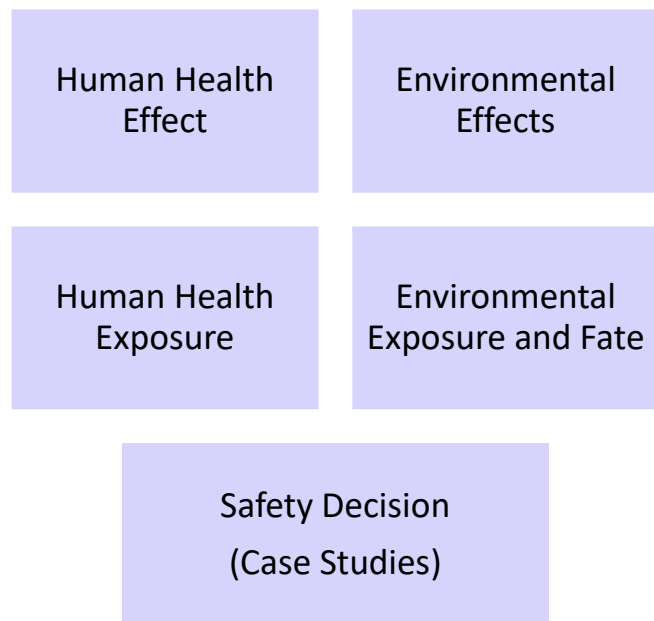 Human Health
Effect
Environmental
Effects
Human Health
Exposure
Environmental
Exposure and Fate
Safety Decision
(Case Studies)